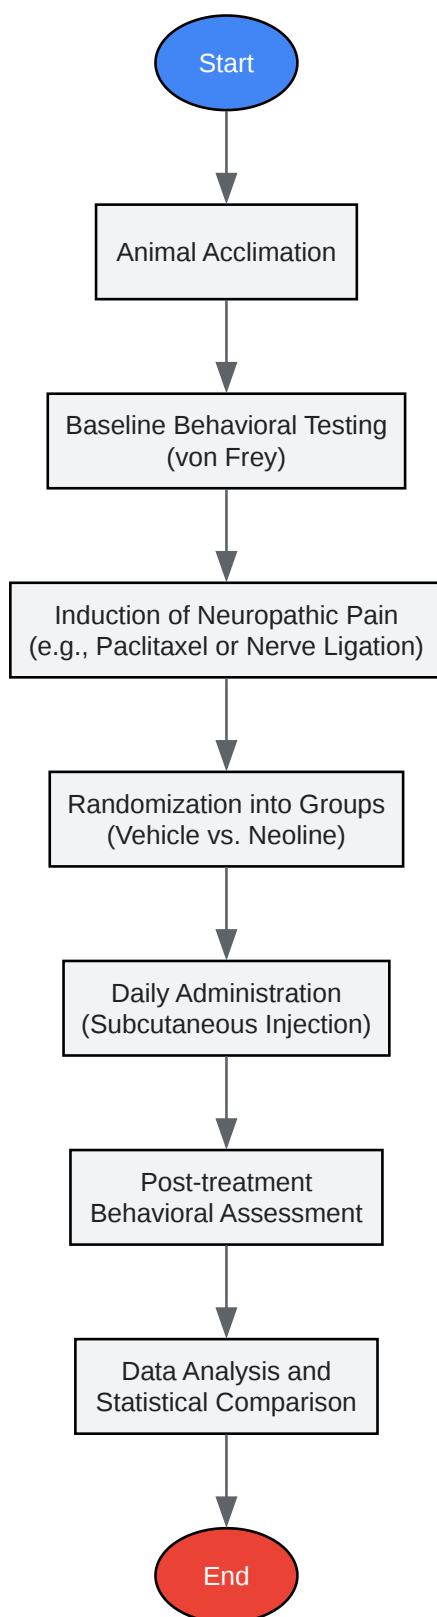 Start
Animal Acclimation
Baseline Behavioral Testing
(von Frey)
Induction of Neuropathic Pain
(e.g., Paclitaxel or Nerve Ligation)
Randomization into Groups
(Vehicle vs. Neoline)
Daily Administration
(Subcutaneous Injection)
Post-treatment
Behavioral Assessment
Data Analysis and
Statistical Comparison
End